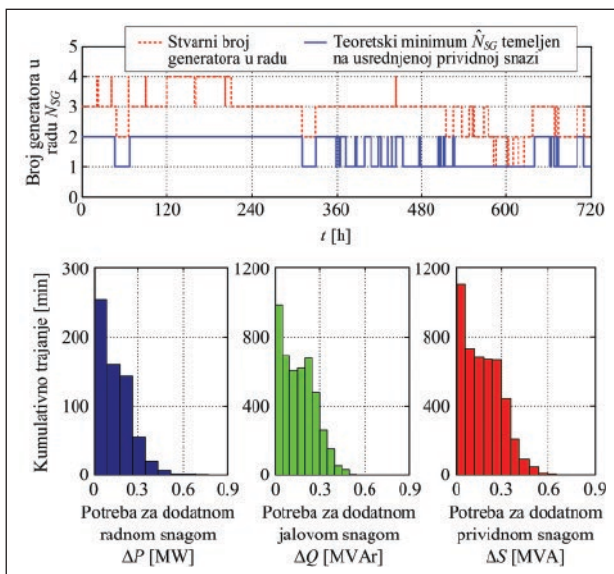 Stvarni broj
generatora u radu
Teoretski minimum N̂SG temeljen
na usrednjenoj prividnoj snazi
Broj generatora u
radu NSG
5
4
3
2
1
0
0 120 240 360 480 600 720
t [h]
Kumulativno trajanje [min]
300
200
100
0
0 0.3 0.6 0.9
Potreba za dodatnom
radnom snagom
ΔP [MW]
1200
800
400
0
0 0.3 0.6 0.9
Potreba za dodatnom
jalovom snagom
ΔQ [MVAr]
1200
800
400
0
0 0.3 0.6 0.9
Potreba za dodatnom
prividnom snagom
ΔS [MVA]